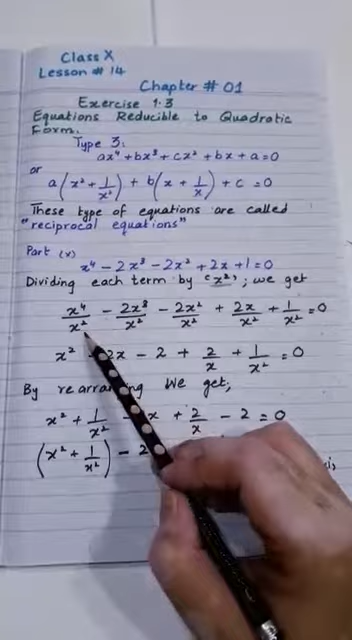 Class X
Lesson # 14
Chapter # 01
Exercise 1.3
Equations Reducible to Quadratic
Form.
Type 3:
ax⁴ + bx³ + cx² + bx + a = 0
or
a(x² + 1/x²) + b(x + 1/x) + c = 0
These type of equations are called
"reciprocal equations"
Part (v)
x⁴ - 2x³ - 2x² + 2x + 1 = 0
Dividing each term by (x²); we get
x⁴/x² - 2x³/x² - 2x²/x² + 2x/x² + 1/x² = 0
x² 2x - 2 + 2/x + 1/x² = 0
By rearranging We get;
x² + 1/x² - x + 2/x - 2 = 0
(x² + 1/x²) - 2